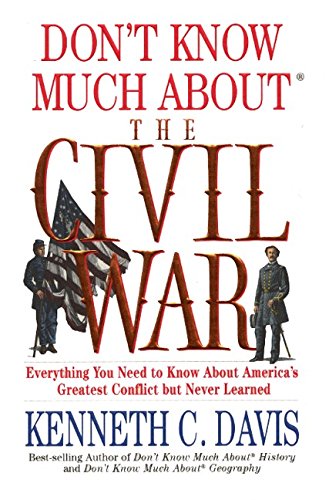 DON'T KNOW
MUCH ABOUT®
THE
CIVIL
WAR
Everything You Need to Know About America's
Greatest Conflict but Never Learned
KENNETH C. DAVIS
Best-selling Author of Don't Know Much About® History
and Don't Know Much About® Geography